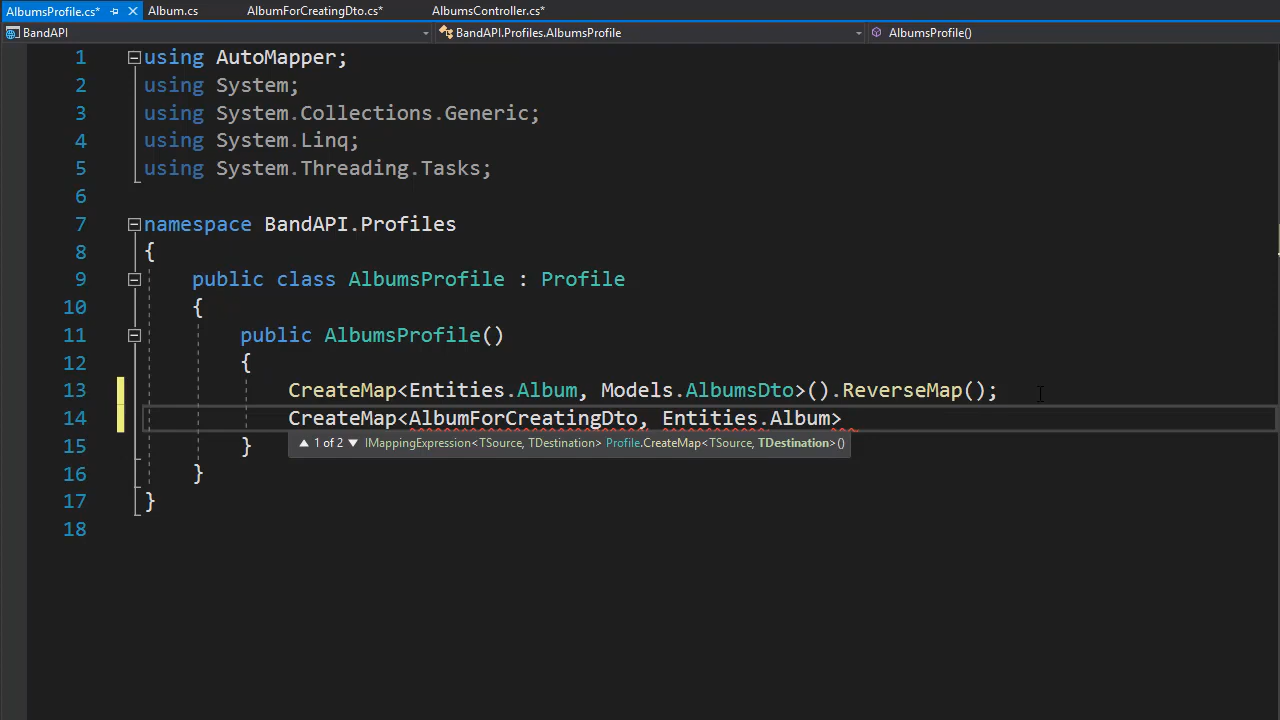 AlbumsProfile.cs* Album.cs AlbumForCreatingDto.cs* AlbumsController.cs*
BandAPI BandAPI.Profiles.AlbumsProfile AlbumsProfile()
1 using AutoMapper;
2 using System;
3 using System.Collections.Generic;
4 using System.Linq;
5 using System.Threading.Tasks;
6
7 namespace BandAPI.Profiles
8 {
9 public class AlbumsProfile : Profile
10 {
11 public AlbumsProfile()
12 {
13 CreateMap<Entities.Album, Models.AlbumsDto>().ReverseMap();
14 CreateMap<AlbumForCreatingDto, Entities.Album>
▲ 1 of 2 ▼ IMappingExpression<TSource, TDestination> Profile.CreateMap<TSource, TDestination>()
15 }
16 }
17 }
18